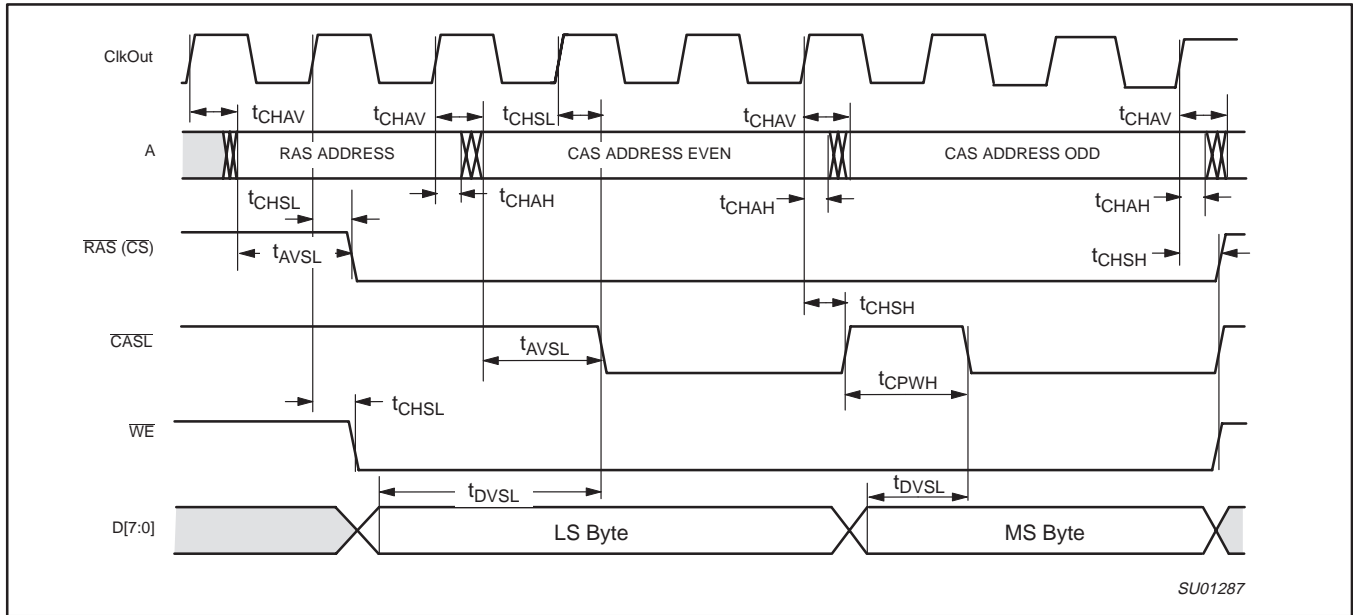 ClkOut
tCHAV
tCHAV
tCHSL
tCHAV
tCHAV
A
RAS ADDRESS
CAS ADDRESS EVEN
CAS ADDRESS ODD
tCHSL
tCHAH
tCHAH
tCHAH
RAS (CS)
tAVSL
tCHSH
tCHSH
CASL
tAVSL
tCPWH
tCHSL
WE
tDVSL
tDVSL
D[7:0]
LS Byte
MS Byte
SU01287